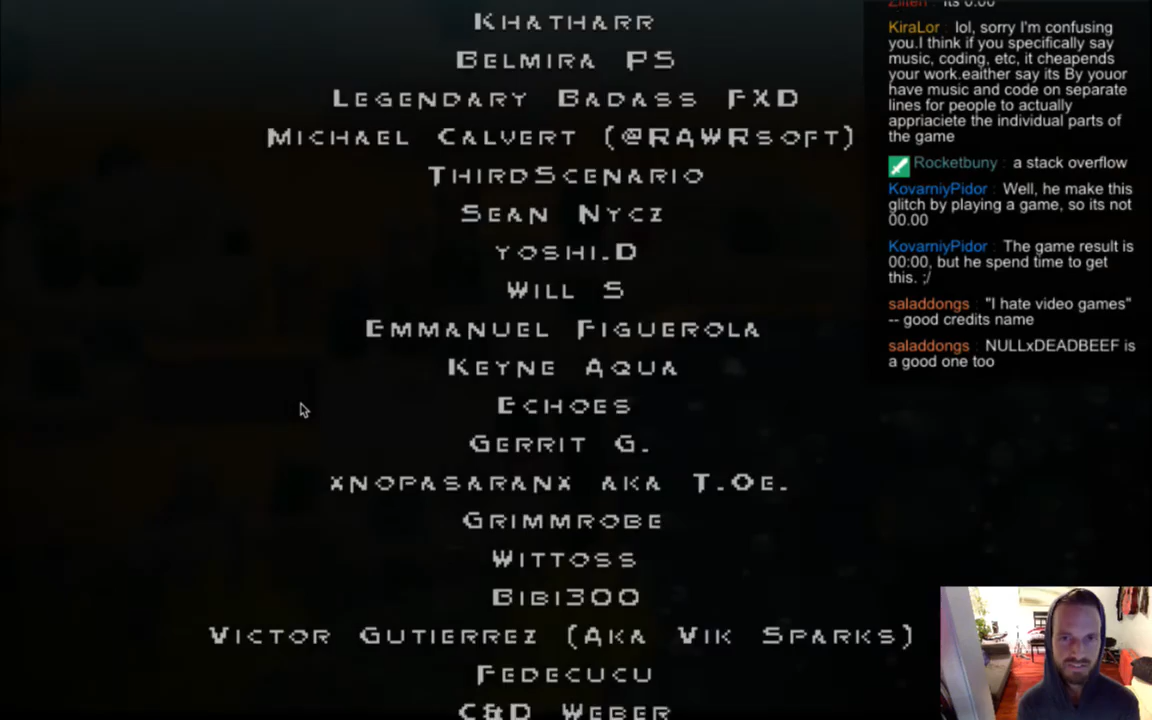 Khatharr
Belmira PS
Legendary Badass FXD
Michael Calvert (@RAWRsoft)
ThirdScenario
Sean Nycz
yoshi.D
Will S
Emmanuel Figuerola
Keyne Aqua
Echoes
Gerrit G.
xnopasaranx aka T.Oe.
Grimmrobe
Wittoss
Bibi300
Victor Gutierrez (Aka Vik Sparks)
Fedecucu
C&D Weber
Zilten : its 0.00
KiraLor : lol, sorry I'm confusing
you.I think if you specifically say
music, coding, etc, it cheapends
your work.eaither say its By youor
have music and code on separate
lines for people to actually
appriaciete the individual parts of
the game
Rocketbuny : a stack overflow
KovarniyPidor : Well, he make this
glitch by playing a game, so its not
00.00
KovarniyPidor : The game result is
00:00, but he spend time to get
this. ;/
saladdongs : "I hate video games"
-- good credits name
saladdongs : NULLxDEADBEEF is
a good one too